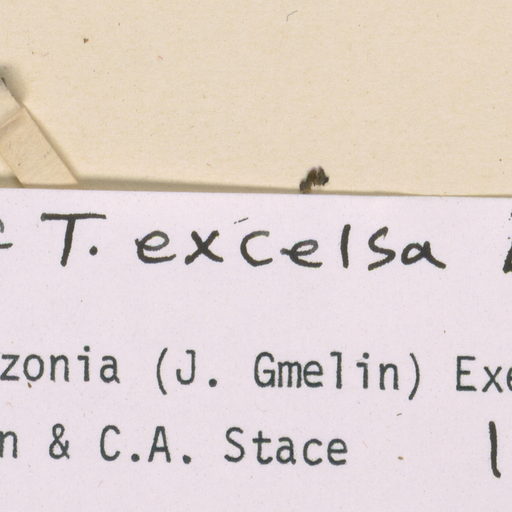 T. excelsa
zonia (J. Gmelin) Exe
n & C.A. Stace